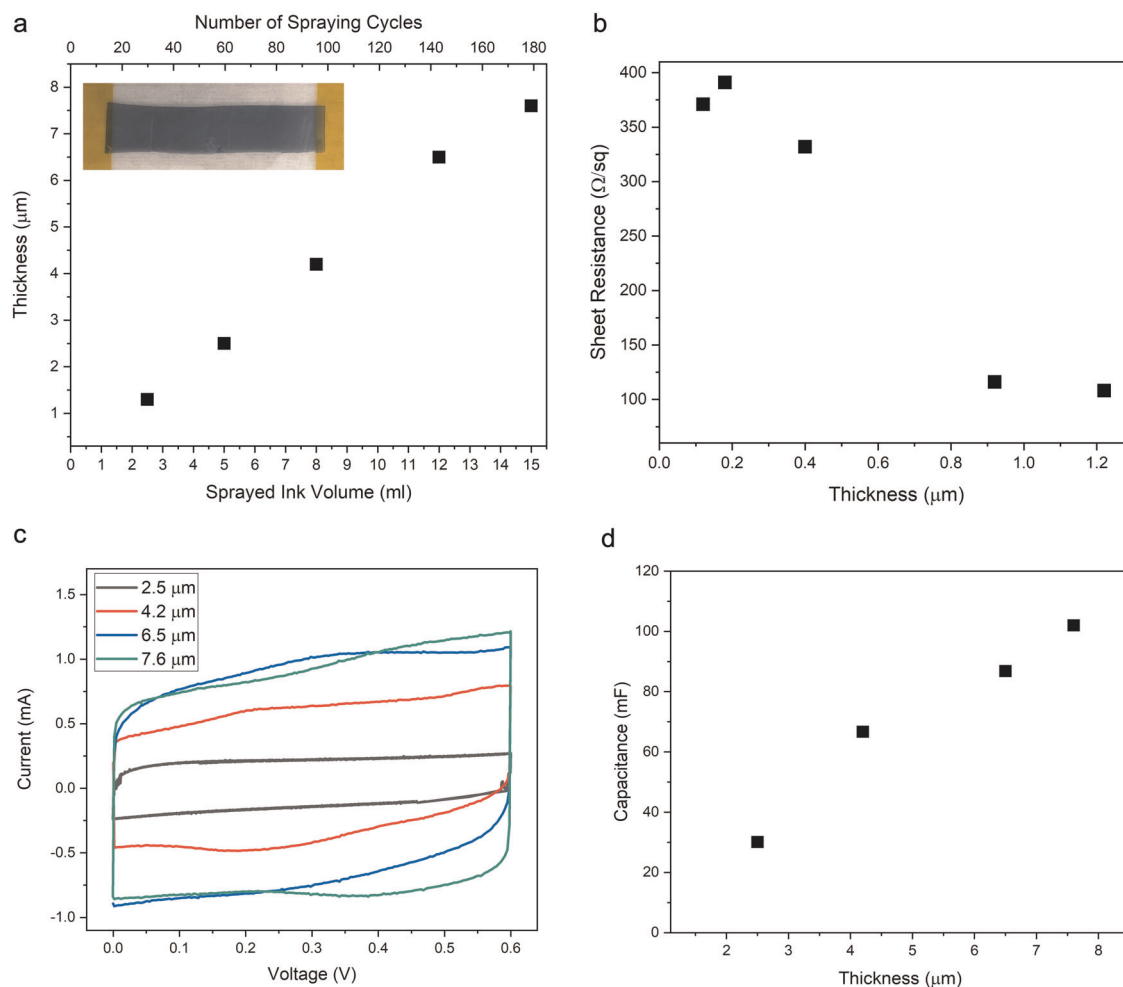 a
Number of Spraying Cycles
0 30 60 90 120 150 180
8
7
6
5
4
3
2
1
Thickness (μm)
0 1 2 3 4 5 6 7 8 9 10 11 12 13 14 15
Sprayed Ink Volume (ml)
b
400
350
300
250
200
150
100
Sheet Resistance (Ω/sq)
0.0 0.2 0.4 0.6 0.8 1.0 1.2
Thickness (μm)
c
2.5 μm
4.2 μm
6.5 μm
7.6 μm
1.5
1.0
0.5
0.0
-0.5
-1.0
Current (mA)
0.0 0.1 0.2 0.3 0.4 0.5 0.6
Voltage (V)
d
120
100
80
60
40
20
0
Capacitance (mF)
2 3 4 5 6 7 8
Thickness (μm)